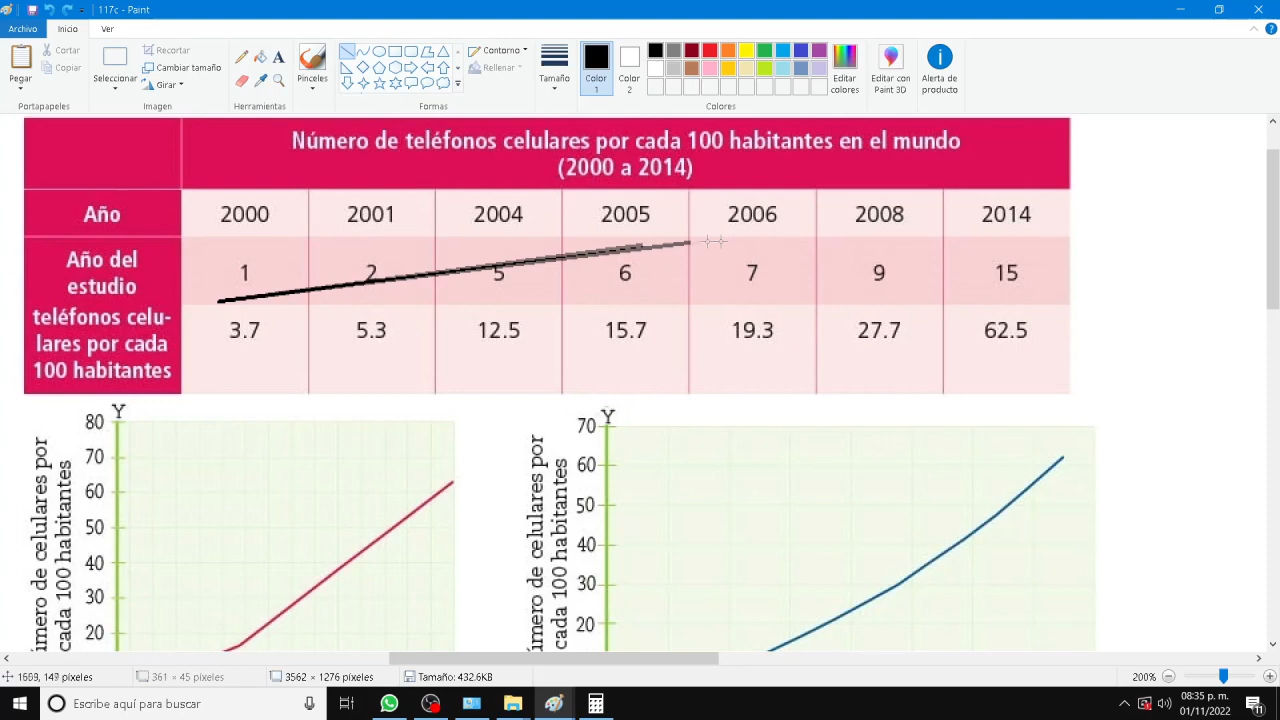 117c - Paint
Archivo Inicio Ver
Pegar
Cortar
Copiar
Portapapeles
Seleccionar
Recortar
Cambiar tamaño
Girar
Imagen
A
Herramientas
Pinceles
Contorno
Rellenar
Formas
Tamaño
Color 1
Color 2
Editar colores
Colores
Editar con Paint 3D
Alerta de producto
Número de teléfonos celulares por cada 100 habitantes en el mundo
(2000 a 2014)
Año 2000 2001 2004 2005 2006 2008 2014
Año del estudio 1 2 5 6 7 9 15
teléfonos celu-
lares por cada
100 habitantes
3.7 5.3 12.5 15.7 19.3 27.7 62.5
Y
80
70
60
50
40
30
20
úmero de celulares por
cada 100 habitantes
Y
70
60
50
40
30
20
úmero de celulares por
cada 100 habitantes
1569, 149 píxeles
361 × 45 píxeles
3562 × 1276 píxeles
Tamaño: 432.6KB
200%
Escribe aquí para buscar
08:35 p. m.
01/11/2022
11